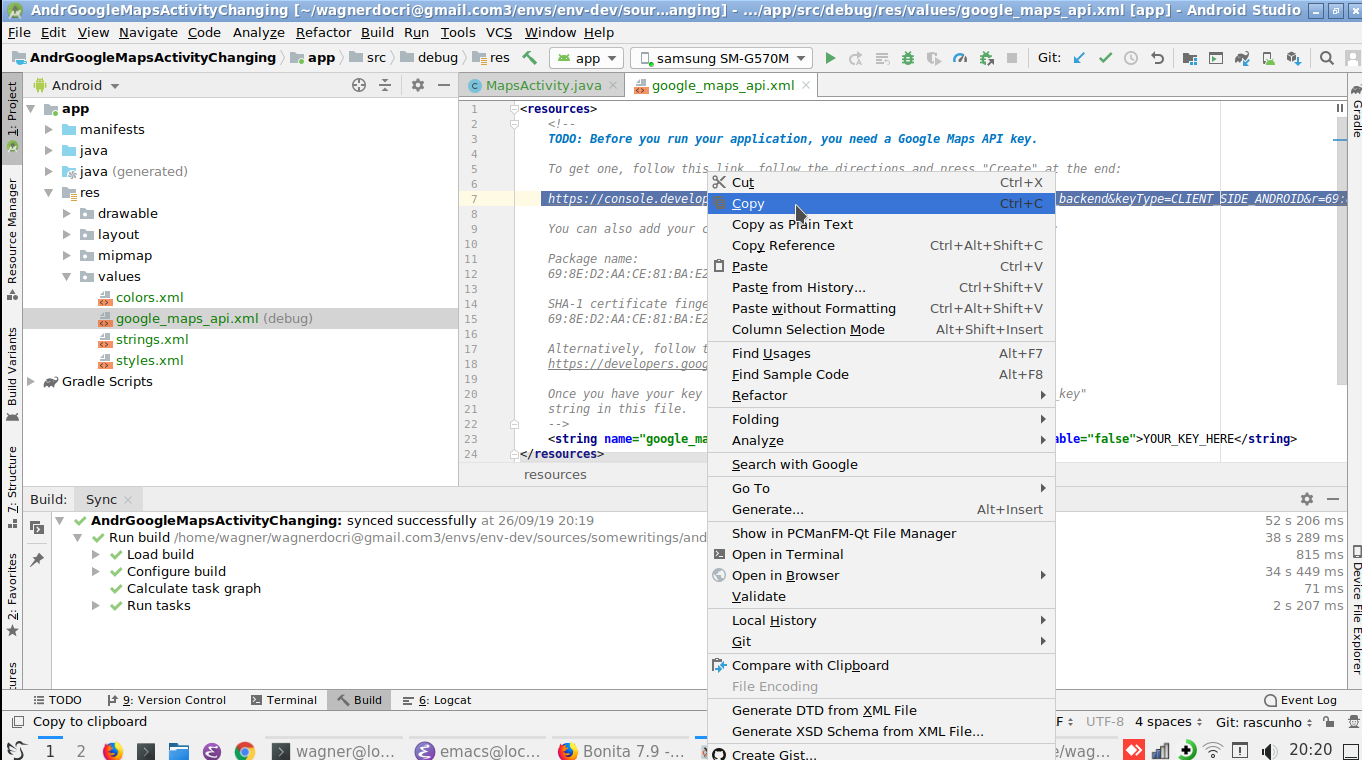 AndrGoogleMapsActivityChanging [~/wagnerdocri@gmail.com3/envs/env-dev/sour...anging] - .../app/src/debug/res/values/google_maps_api.xml [app] - Android Studio
File Edit View Navigate Code Analyze Refactor Build Run Tools VCS Window Help
AndrGoogleMapsActivityChanging app src debug res app samsung SM-G570M Git:
Android MapsActivity.java google_maps_api.xml
1: Project
Resource Manager
Build Variants
7: Structure
2: Favorites
ures
app
manifests
java
java (generated)
res
drawable
layout
mipmap
values
colors.xml
google_maps_api.xml (debug)
strings.xml
styles.xml
Gradle Scripts
1 <resources>
2 <!--
3 TODO: Before you run your application, you need a Google Maps API key.
4
5 To get one, follow this link, follow the directions and press "Create" at the end:
6
7 https://console.develop backend&keyType=CLIENT_SIDE_ANDROID&r=69:
8
9 You can also add your c
10
11 Package name:
12 69:8E:D2:AA:CE:81:BA:E2
13
14 SHA-1 certificate finge
15 69:8E:D2:AA:CE:81:BA:E2
16
17 Alternatively, follow t
18 https://developers.goog
19
20 Once you have your key key"
21 string in this file.
22 -->
23 <string name="google_ma able="false">YOUR_KEY_HERE</string>
24 </resources>
resources
Cut Ctrl+X
Copy Ctrl+C
Copy as Plain Text
Copy Reference Ctrl+Alt+Shift+C
Paste Ctrl+V
Paste from History... Ctrl+Shift+V
Paste without Formatting Ctrl+Alt+Shift+V
Column Selection Mode Alt+Shift+Insert
Find Usages Alt+F7
Find Sample Code Alt+F8
Refactor
Folding
Analyze
Search with Google
Go To
Generate... Alt+Insert
Show in PCManFM-Qt File Manager
Open in Terminal
Open in Browser
Validate
Local History
Git
Compare with Clipboard
File Encoding
Generate DTD from XML File
Generate XSD Schema from XML File...
Create Gist...
Gradle
Device File Explorer
Build: Sync
AndrGoogleMapsActivityChanging: synced successfully at 26/09/19 20:19 52 s 206 ms
Run build /home/wagner/wagnerdocri@gmail.com3/envs/env-dev/sources/somewritings/and 38 s 289 ms
Load build 815 ms
Configure build 34 s 449 ms
Calculate task graph 71 ms
Run tasks 2 s 207 ms
TODO 9: Version Control Terminal Build 6: Logcat Event Log
Copy to clipboard F UTF-8 4 spaces Git: rascunho
1 2 wagner@lo... emacs@loc... Bonita 7.9 -... e/wag... 20:20